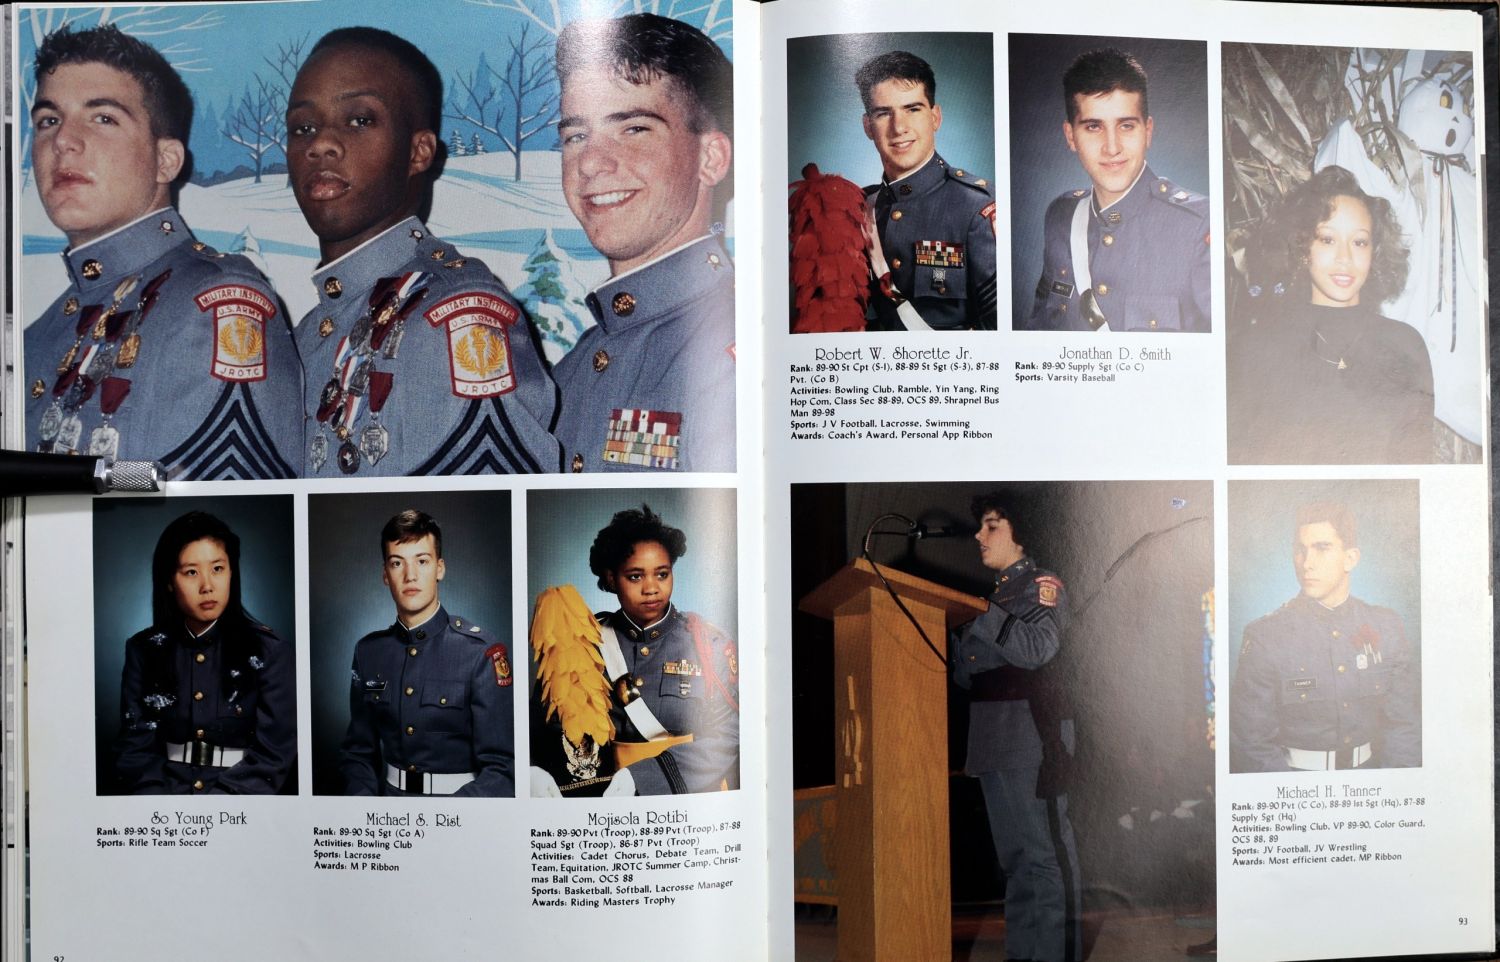 MILITARY INSTITUTE
U.S. ARMY
JROTC
MILITARY INSTITUTE
U.S. ARMY
JROTC
So Young Park
Rank: 89-90 Sq Sgt (Co F)
Sports: Rifle Team Soccer
Michael S. Rist
Rank: 89-90 Sq Sgt (Co A)
Activities: Bowling Club
Sports: Lacrosse
Awards: M P Ribbon
Mojisola Rotibi
Rank: 89-90 Pvt (Troop), 88-89 Pvt (Troop), 87-88
Squad Sgt (Troop), 86-87 Pvt (Troop)
Activities: Cadet Chorus, Debate Team, Drill
Team, Equitation, JROTC Summer Camp, Christ-
mas Ball Com, OCS 88
Sports: Basketball, Softball, Lacrosse Manager
Awards: Riding Masters Trophy
92
Robert W. Shorette Jr.
Rank: 89-90 St Cpt (S-1), 88-89 St Sgt (S-3), 87-88
Pvt. (Co B)
Activities: Bowling Club, Ramble, Yin Yang, Ring
Hop Com, Class Sec 88-89, OCS 89, Shrapnel Bus
Man 89-98
Sports: J V Football, Lacrosse, Swimming
Awards: Coach's Award, Personal App Ribbon
Jonathan D. Smith
Rank: 89-90 Supply Sgt (Co C)
Sports: Varsity Baseball
TANNER
Michael H. Tanner
Rank: 89-90 Pvt (C Co), 88-89 1st Sgt (Hq), 87-88
Supply Sgt (Hq)
Activities: Bowling Club, VP 89-90, Color Guard,
OCS 88, 89
Sports: JV Football, JV Wrestling
Awards: Most efficient cadet, MP Ribbon
93